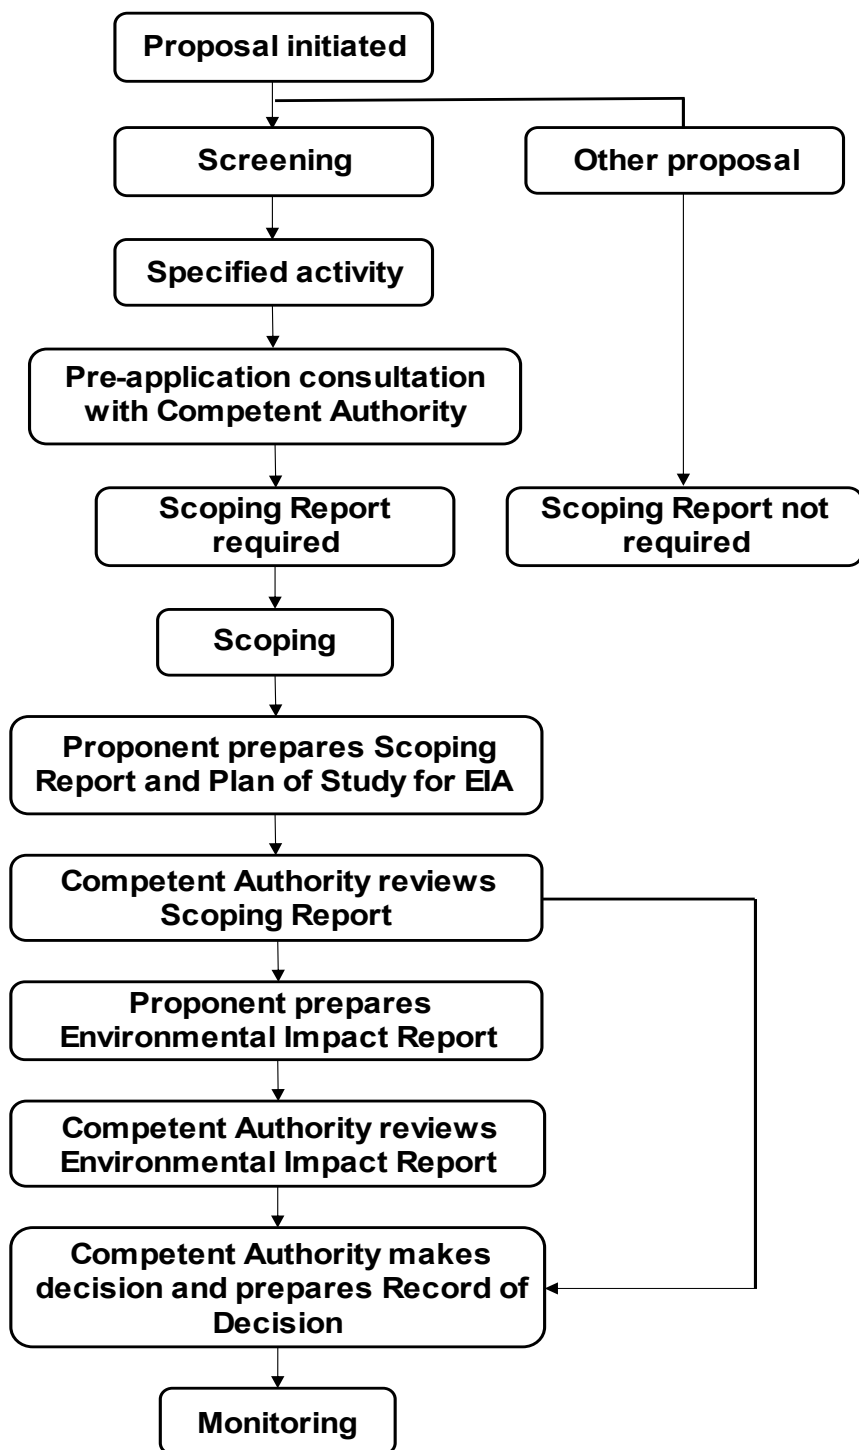 Proposal initiated
Screening
Other proposal
Specified activity
Pre-application consultation
with Competent Authority
Scoping Report
required
Scoping Report not
required
Scoping
Proponent prepares Scoping
Report and Plan of Study for EIA
Competent Authority reviews
Scoping Report
Proponent prepares
Environmental Impact Report
Competent Authority reviews
Environmental Impact Report
Competent Authority makes
decision and prepares Record of
Decision
Monitoring